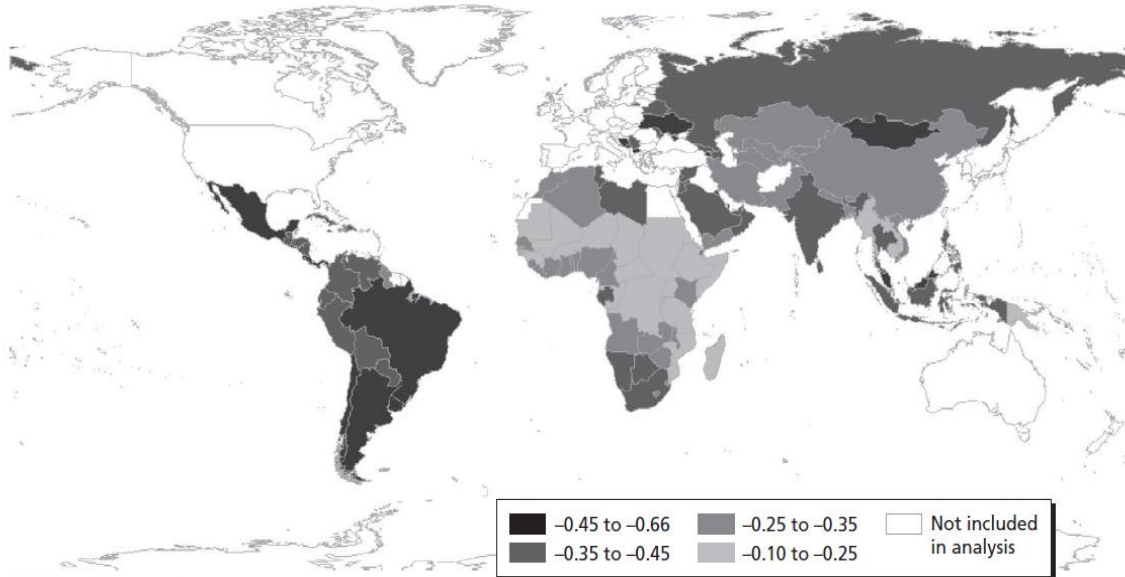 –0.45 to –0.66
–0.35 to –0.45
–0.25 to –0.35
–0.10 to –0.25
Not included
in analysis